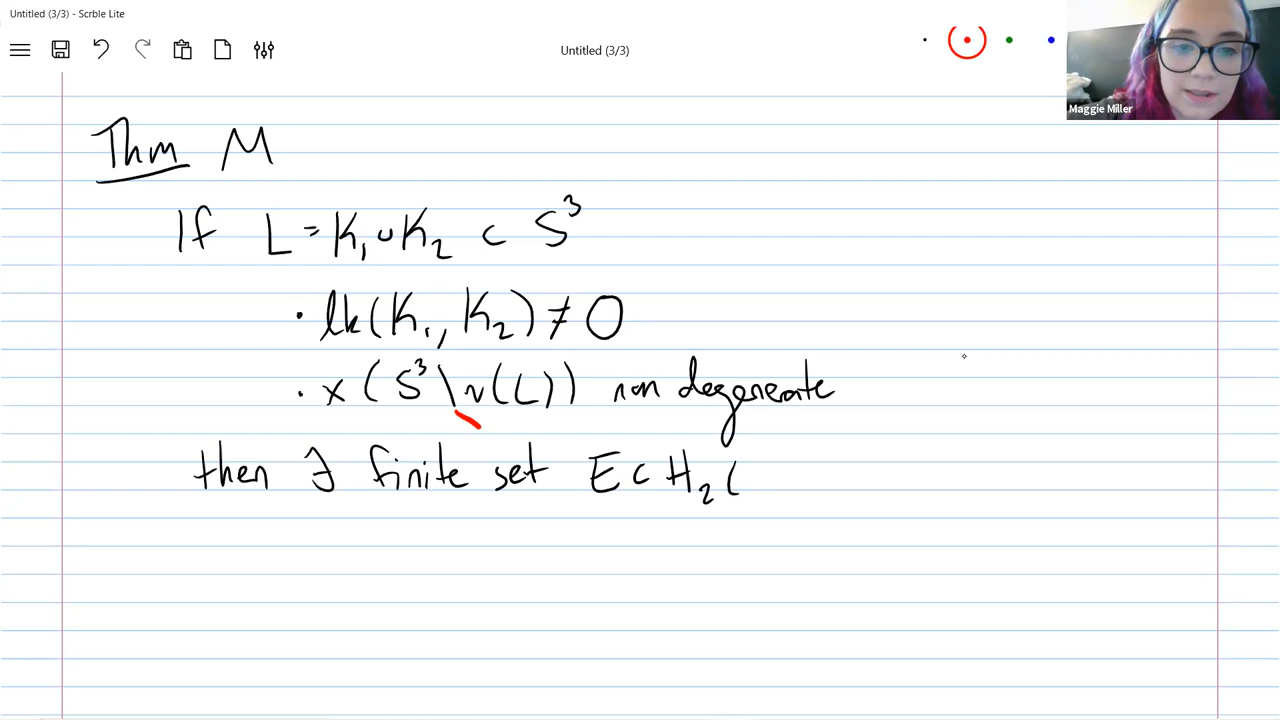 Untitled (3/3) - Scrble Lite
Untitled (3/3)
Maggie Miller
Thm M
If L = K₁ ∪ K₂ ⊂ S³
• lk(K₁, K₂) ≠ 0
• x (S³ \ ν(L)) non degenerate
then ∃ finite set E ⊂ H₂(